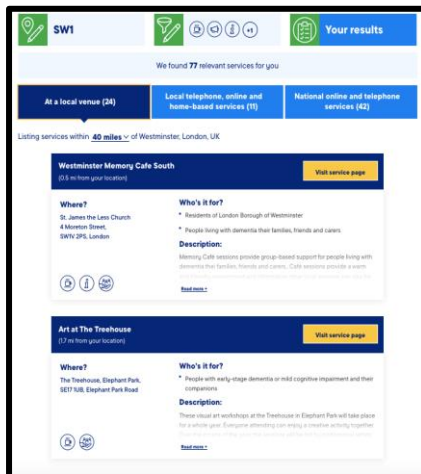 SW1
+1
Your results
We found 77 relevant services for you
At a local venue (24)
Local telephone, online and
home-based services (11)
National online and telephone
services (42)
Listing services within 40 miles of Westminster, London, UK
Westminster Memory Cafe South
(0.5 mi from your location)
Visit service page
Where?
St. James the Less Church
4 Moreton Street,
SW1V 2PS, London
Who's it for?
Residents of London Borough of Westminster
People living with dementia their families, friends and carers.
Description:
Memory Café sessions provide group-based support for people living with
dementia their families, friends and carers. Café sessions provide a warm
Read more +
Art at The Treehouse
(1.7 mi from your location)
Visit service page
Where?
The Treehouse, Elephant Park,
SE17 1UB, Elephant Park Road
Who's it for?
People with early-stage dementia or mild cognitive impairment and their
companions
Description:
These visual art workshops at the Treehouse in Elephant Park will take place
for a whole year. Everyone attending can enjoy a creative activity together.
Read more +